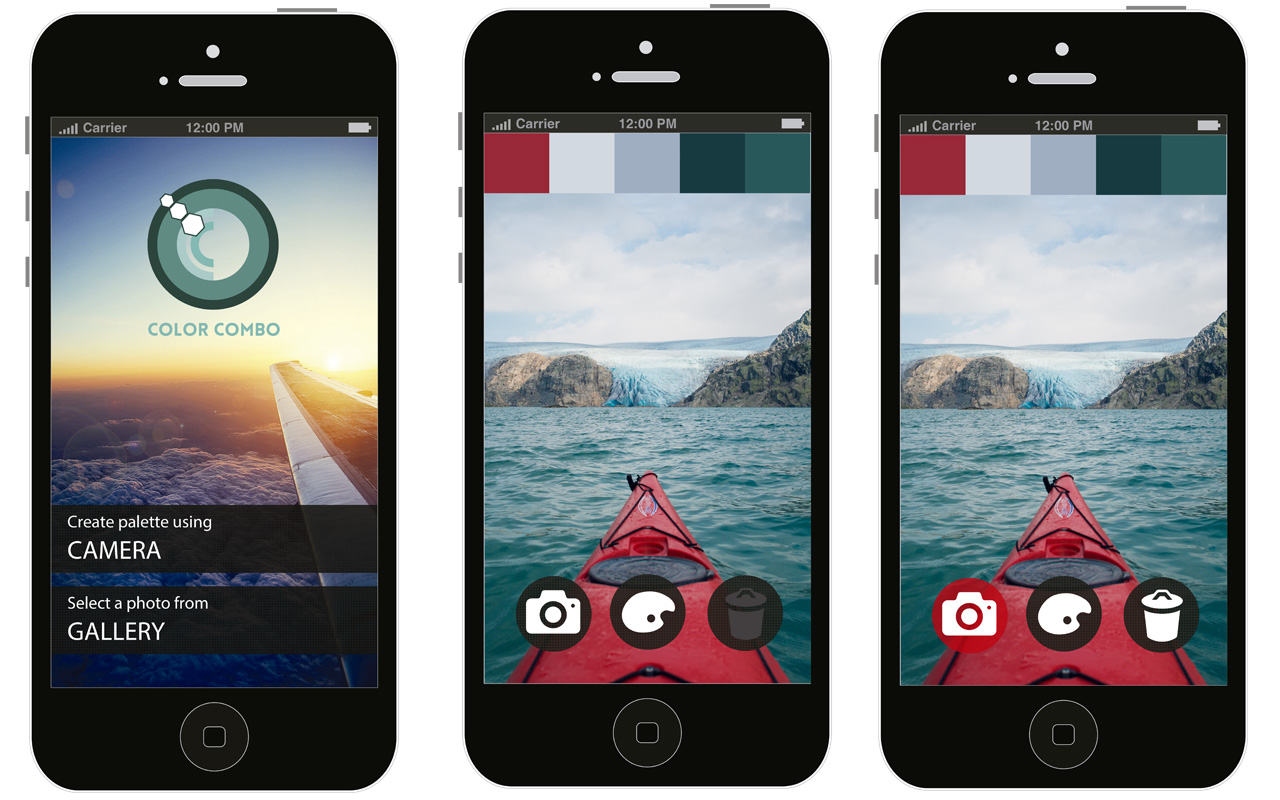 Carrier 12:00 PM
COLOR COMBO
Create palette using
CAMERA
Select a photo from
GALLERY
Carrier 12:00 PM
Carrier 12:00 PM